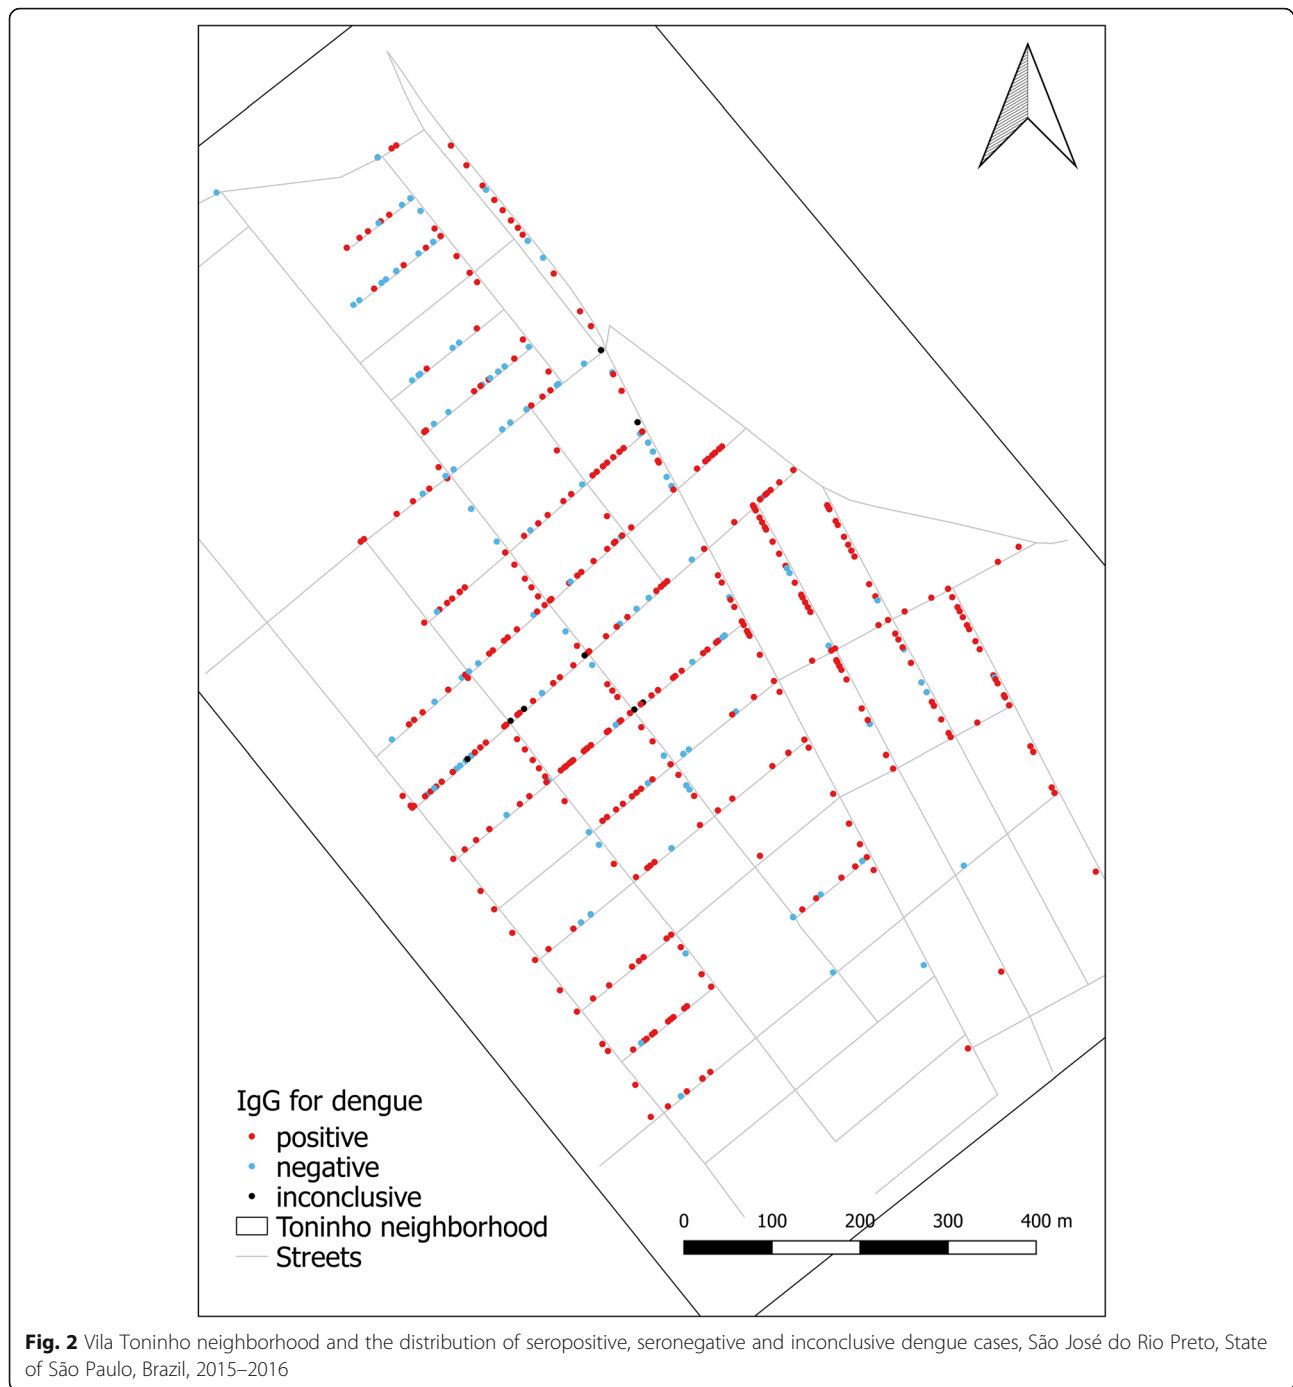 IgG for dengue
positive
negative
inconclusive
Toninho neighborhood
Streets
0 100 200 300 400 m
Fig. 2 Vila Toninho neighborhood and the distribution of seropositive, seronegative and inconclusive dengue cases, São José do Rio Preto, State
of São Paulo, Brazil, 2015–2016